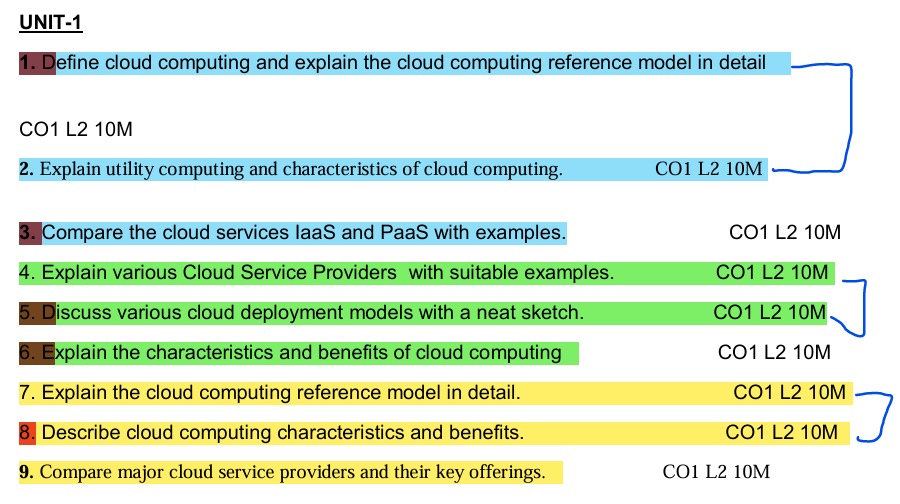 UNIT-1
1. Define cloud computing and explain the cloud computing reference model in detail
CO1 L2 10M
2. Explain utility computing and characteristics of cloud computing. CO1 L2 10M
3. Compare the cloud services IaaS and PaaS with examples. CO1 L2 10M
4. Explain various Cloud Service Providers with suitable examples. CO1 L2 10M
5. Discuss various cloud deployment models with a neat sketch. CO1 L2 10M
6. Explain the characteristics and benefits of cloud computing CO1 L2 10M
7. Explain the cloud computing reference model in detail. CO1 L2 10M
8. Describe cloud computing characteristics and benefits. CO1 L2 10M
9. Compare major cloud service providers and their key offerings. CO1 L2 10M